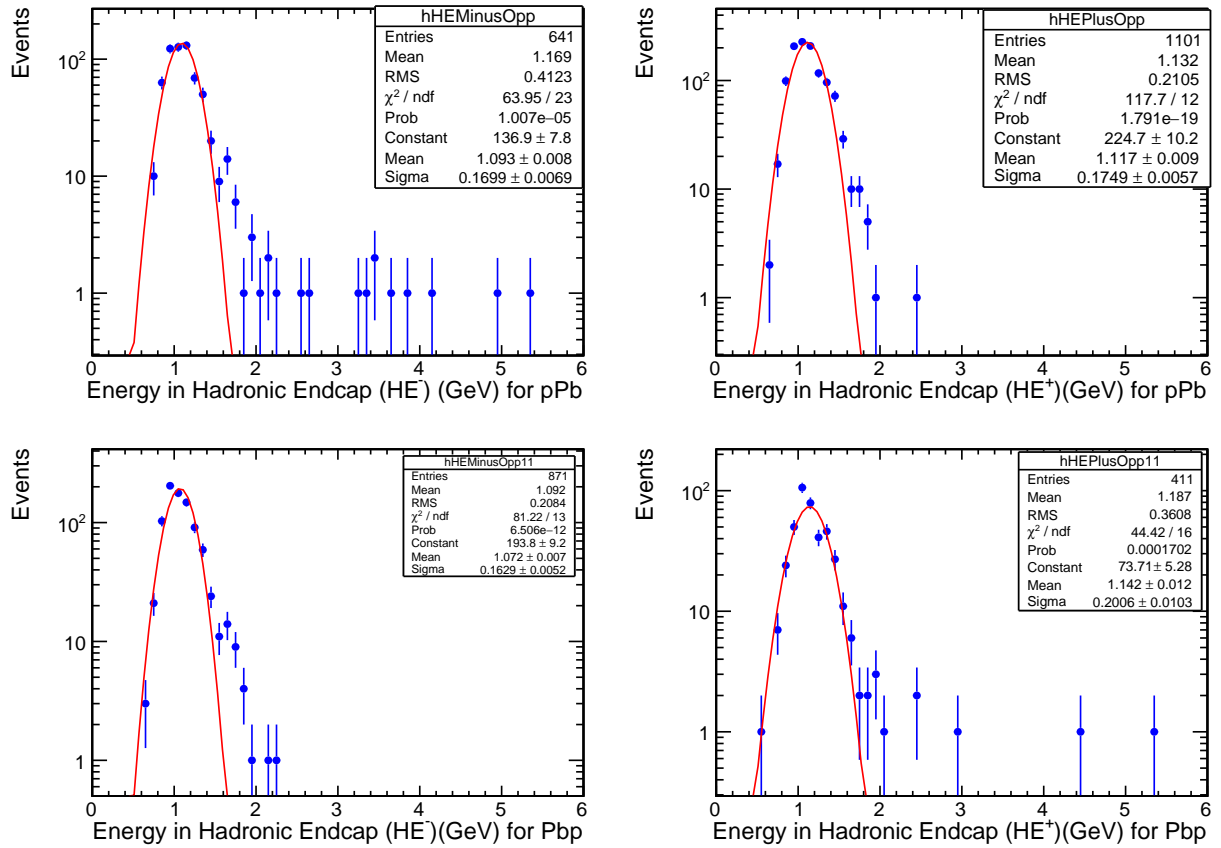 hHEMinusOpp
Entries 641
Mean 1.169
RMS 0.4123
χ² / ndf 63.95 / 23
Prob 1.007e−05
Constant 136.9 ± 7.8
Mean 1.093 ± 0.008
Sigma 0.1699 ± 0.0069
Events
10²
10
1
0 1 2 3 4 5 6
Energy in Hadronic Endcap (HE⁻) (GeV) for pPb
hHEPlusOpp
Entries 1101
Mean 1.132
RMS 0.2105
χ² / ndf 117.7 / 12
Prob 1.791e−19
Constant 224.7 ± 10.2
Mean 1.117 ± 0.009
Sigma 0.1749 ± 0.0057
Events
10²
10
1
0 1 2 3 4 5 6
Energy in Hadronic Endcap (HE⁺)(GeV) for pPb
hHEMinusOpp11
Entries 871
Mean 1.092
RMS 0.2084
χ² / ndf 81.22 / 13
Prob 6.506e−12
Constant 193.8 ± 9.2
Mean 1.072 ± 0.007
Sigma 0.1629 ± 0.0052
Events
10²
10
1
0 1 2 3 4 5 6
Energy in Hadronic Endcap (HE⁻)(GeV) for Pbp
hHEPlusOpp11
Entries 411
Mean 1.187
RMS 0.3608
χ² / ndf 44.42 / 16
Prob 0.0001702
Constant 73.71 ± 5.28
Mean 1.142 ± 0.012
Sigma 0.2006 ± 0.0103
Events
10²
10
1
0 1 2 3 4 5 6
Energy in Hadronic Endcap (HE⁺)(GeV) for Pbp